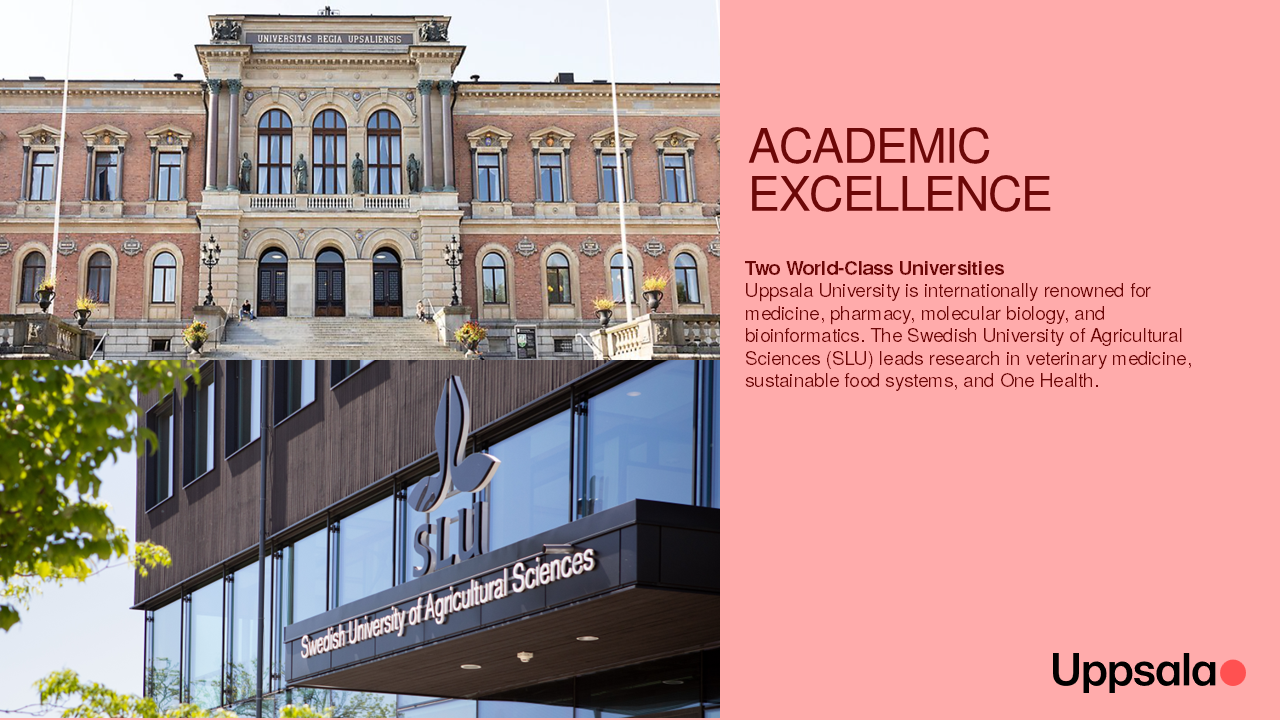 UNIVERSITAS REGIA UPSALIENSIS
ACADEMIC
EXCELLENCE
Two World-Class Universities
Uppsala University is internationally renowned for
medicine, pharmacy, molecular biology, and
bioinformatics. The Swedish University of Agricultural
Sciences (SLU) leads research in veterinary medicine,
sustainable food systems, and One Health.
SLU
Swedish University of Agricultural Sciences
Uppsala